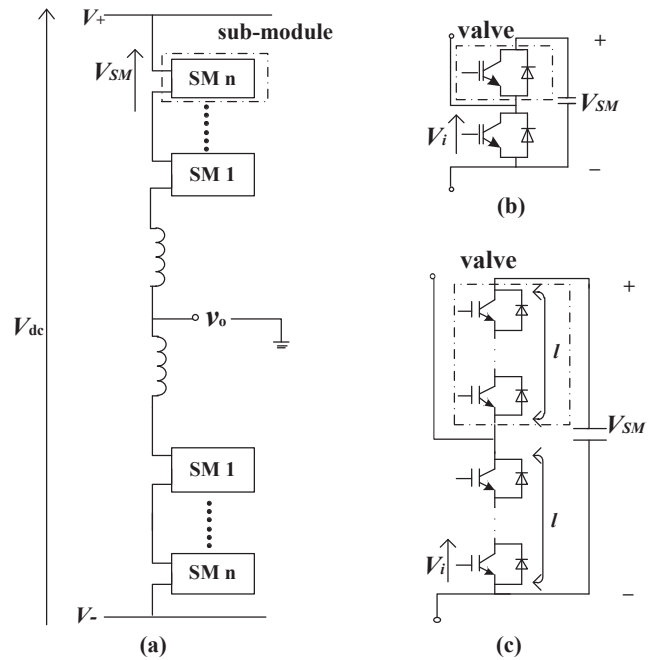 V+
sub-module
VSM
SM n
SM 1
Vdc
vo
SM 1
SM n
V-
(a)
valve
+
VSM
Vi
−
(b)
valve
+
l
VSM
l
Vi
−
(c)